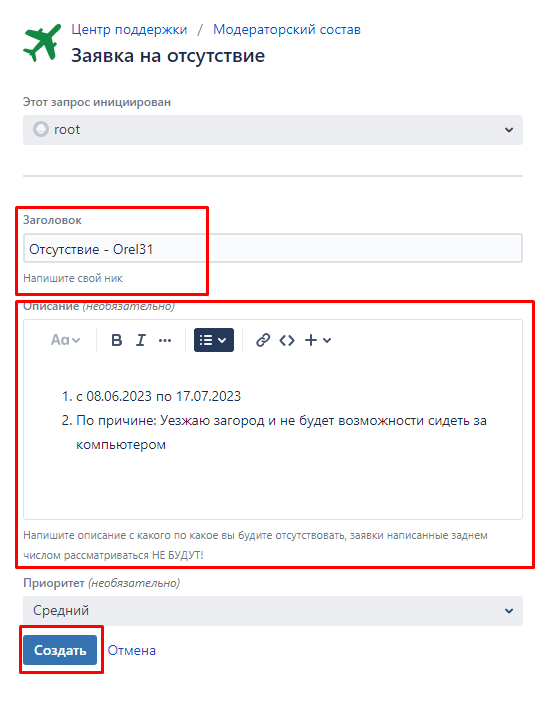 Центр поддержки / Модераторский состав
Заявка на отсутствие
Этот запрос инициирован
root
Заголовок
Отсутствие - Orel31
Напишите свой ник
Описание (необязательно)
Aa B I ...
1. с 08.06.2023 по 17.07.2023
2. По причине: Уезжаю загород и не будет возможности сидеть за
компьютером
Напишите описание с какого по какое вы будите отсутствовать, заявки написанные заднем
числом рассматриваться НЕ БУДУТ!
Приоритет (необязательно)
Средний
Создать Отмена